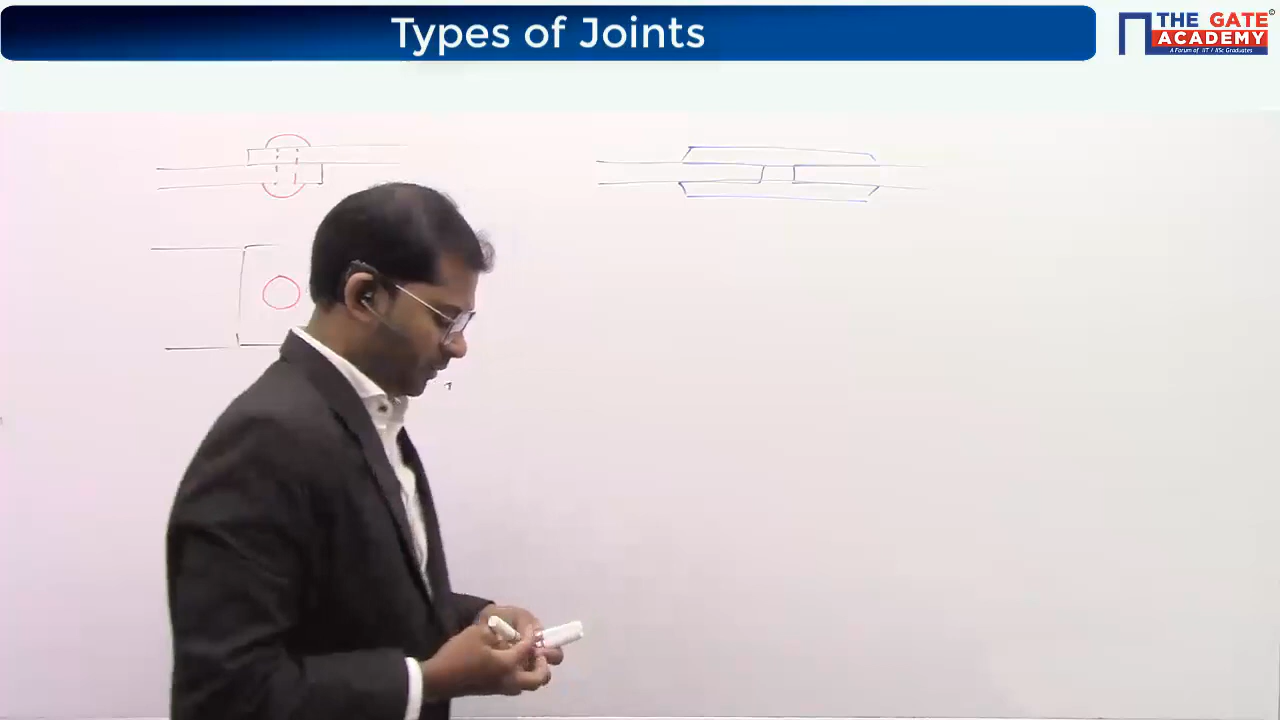 Types of Joints
THE GATE
ACADEMY
A Forum of IIT / IISc Graduates
©